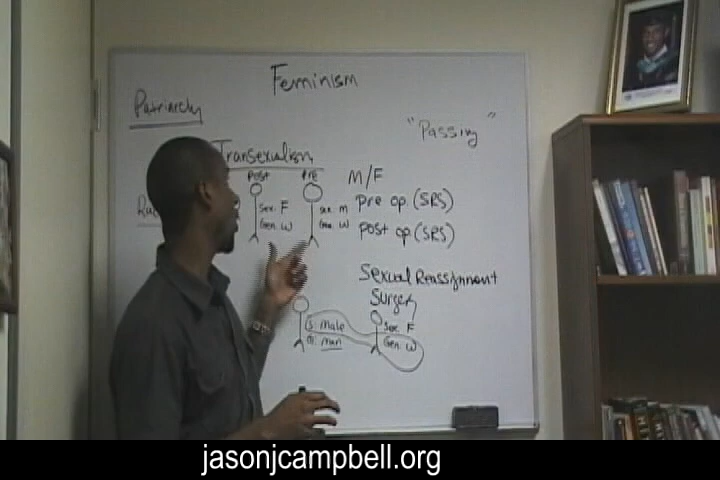 Feminism
Patriarchy
"Passing"
Transexualism
Post Pre
M/F
Sex. F
Gen. W
sex. m
Gen. W
pre op (SRS)
post op (SRS)
Sexual Reassignment
Surgery
S: Male
Sex. F
m: man
Gen. W
jasonjcampbell.org